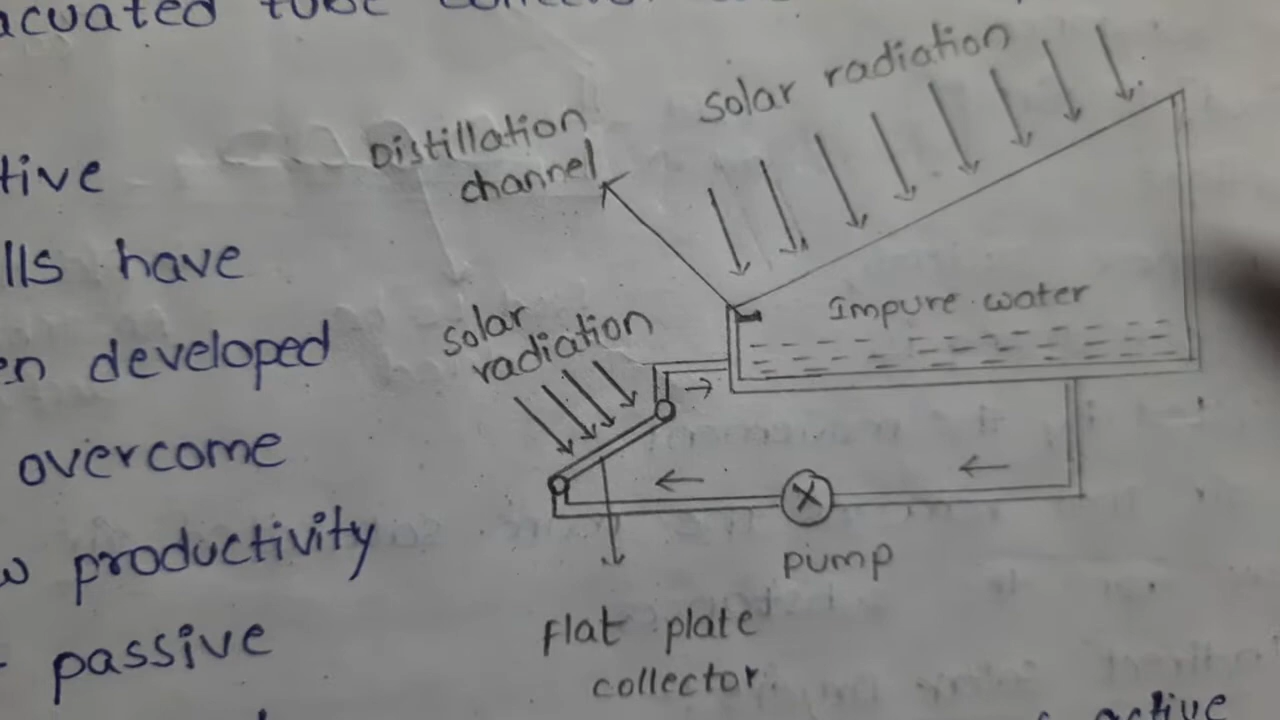 acuated tube
tive
lls have
en developed
overcome
w productivity
passive
solar radiation
Distillation
channel
Impure water
solar
radiation
pump
flat plate
collector
active